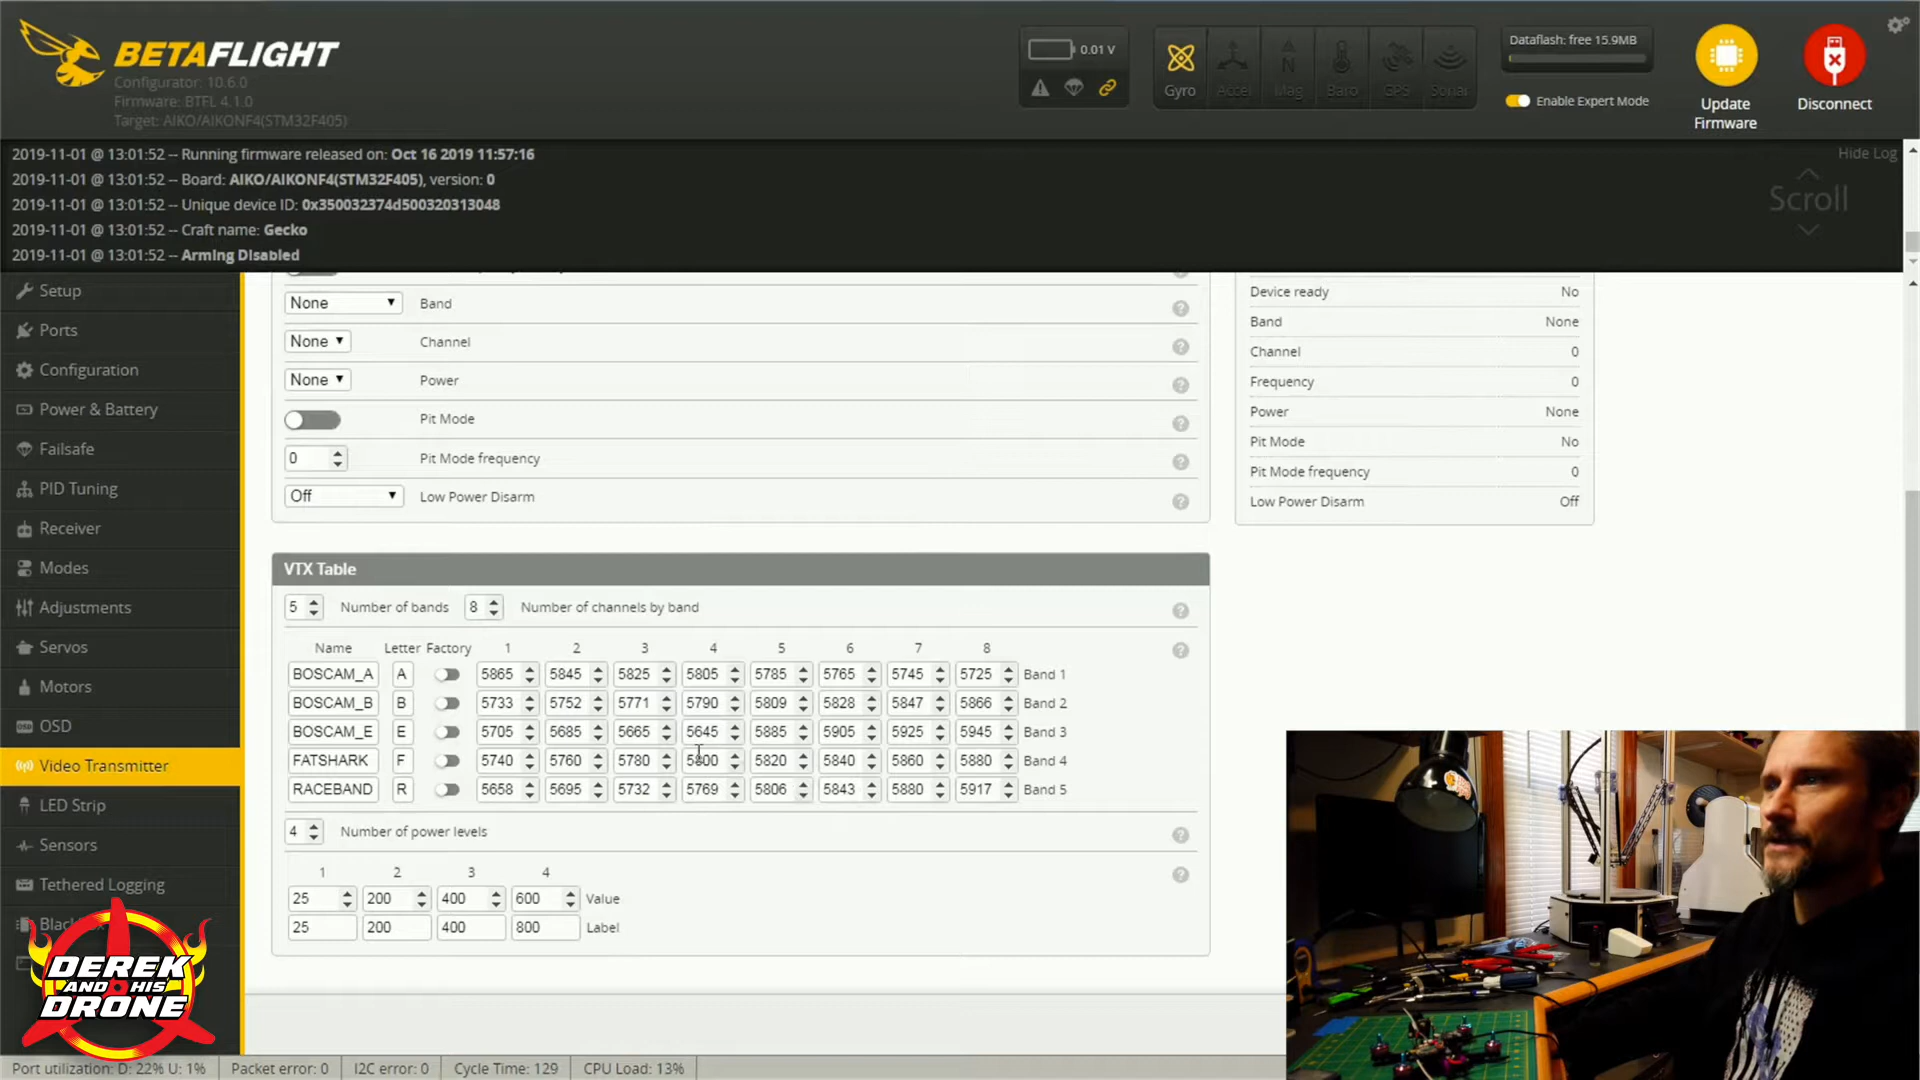 BETAFLIGHT
Configurator: 10.6.0
Firmware: BTFL 4.1.0
Target: AIKO/AIKONF4(STM32F405)
0.01 V
Gyro
Accel
Mag
Baro
GPS
Sonar
Dataflash: free 15.9MB
Enable Expert Mode
Update
Firmware
Disconnect
2019-11-01 @ 13:01:52 -- Running firmware released on: Oct 16 2019 11:57:16
Hide Log
2019-11-01 @ 13:01:52 -- Board: AIKO/AIKONF4(STM32F405), version: 0
2019-11-01 @ 13:01:52 -- Unique device ID: 0x350032374d500320313048
2019-11-01 @ 13:01:52 -- Craft name: Gecko
2019-11-01 @ 13:01:52 -- Arming Disabled
Scroll
Setup
Ports
Configuration
Power & Battery
Failsafe
PID Tuning
Receiver
Modes
Adjustments
Servos
Motors
OSD
Video Transmitter
LED Strip
Sensors
Tethered Logging
None Band
None Channel
None Power
Pit Mode
0 Pit Mode frequency
Off Low Power Disarm
Device ready No
Band None
Channel 0
Frequency 0
Power None
Pit Mode No
Pit Mode frequency 0
Low Power Disarm Off
VTX Table
5 Number of bands 8 Number of channels by band
Name Letter Factory 1 2 3 4 5 6 7 8
BOSCAM_A A 5865 5845 5825 5805 5785 5765 5745 5725 Band 1
BOSCAM_B B 5733 5752 5771 5790 5809 5828 5847 5866 Band 2
BOSCAM_E E 5705 5685 5665 5645 5885 5905 5925 5945 Band 3
FATSHARK F 5740 5760 5780 5800 5820 5840 5860 5880 Band 4
RACEBAND R 5658 5695 5732 5769 5806 5843 5880 5917 Band 5
4 Number of power levels
1 2 3 4
25 200 400 600 Value
25 200 400 800 Label
DEREK
AND HIS
DRONE
Port utilization: D: 22% U: 1%
Packet error: 0
I2C error: 0
Cycle Time: 129
CPU Load: 13%